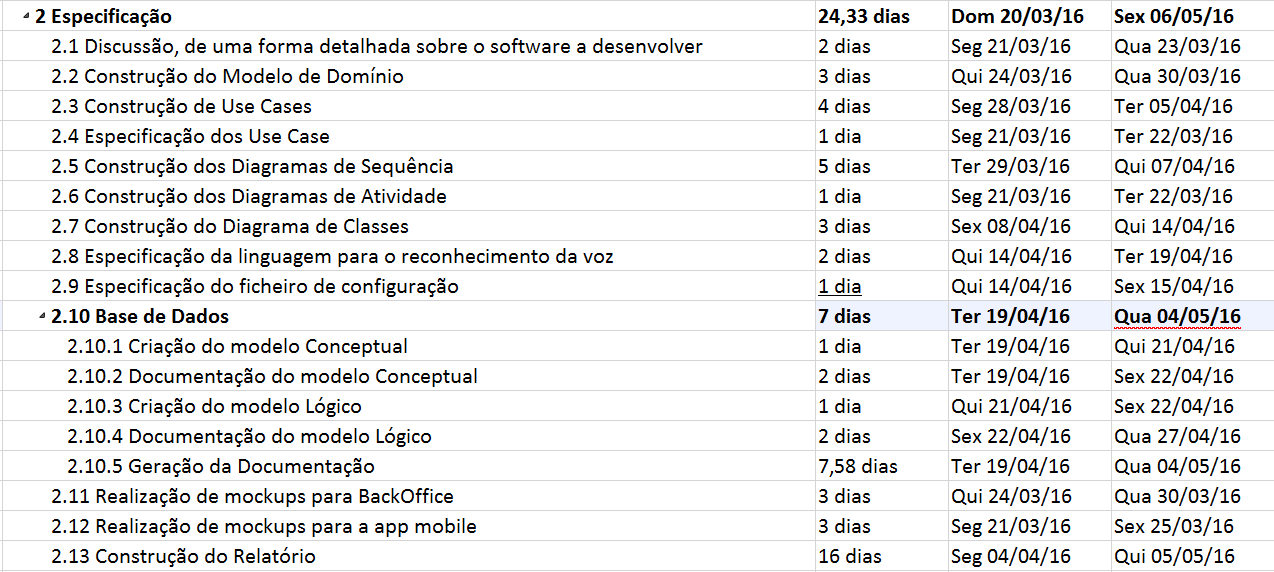 2 Especificação 24,33 dias Dom 20/03/16 Sex 06/05/16
2.1 Discussão, de uma forma detalhada sobre o software a desenvolver 2 dias Seg 21/03/16 Qua 23/03/16
2.2 Construção do Modelo de Domínio 3 dias Qui 24/03/16 Qua 30/03/16
2.3 Construção de Use Cases 4 dias Seg 28/03/16 Ter 05/04/16
2.4 Especificação dos Use Case 1 dia Seg 21/03/16 Ter 22/03/16
2.5 Construção dos Diagramas de Sequência 5 dias Ter 29/03/16 Qui 07/04/16
2.6 Construção dos Diagramas de Atividade 1 dia Seg 21/03/16 Ter 22/03/16
2.7 Construção do Diagrama de Classes 3 dias Sex 08/04/16 Qui 14/04/16
2.8 Especificação da linguagem para o reconhecimento da voz 2 dias Qui 14/04/16 Ter 19/04/16
2.9 Especificação do ficheiro de configuração 1 dia Qui 14/04/16 Sex 15/04/16
2.10 Base de Dados 7 dias Ter 19/04/16 Qua 04/05/16
2.10.1 Criação do modelo Conceptual 1 dia Ter 19/04/16 Qui 21/04/16
2.10.2 Documentação do modelo Conceptual 2 dias Ter 19/04/16 Sex 22/04/16
2.10.3 Criação do modelo Lógico 1 dia Qui 21/04/16 Sex 22/04/16
2.10.4 Documentação do modelo Lógico 2 dias Sex 22/04/16 Qua 27/04/16
2.10.5 Geração da Documentação 7,58 dias Ter 19/04/16 Qua 04/05/16
2.11 Realização de mockups para BackOffice 3 dias Qui 24/03/16 Qua 30/03/16
2.12 Realização de mockups para a app mobile 3 dias Seg 21/03/16 Sex 25/03/16
2.13 Construção do Relatório 16 dias Seg 04/04/16 Qui 05/05/16